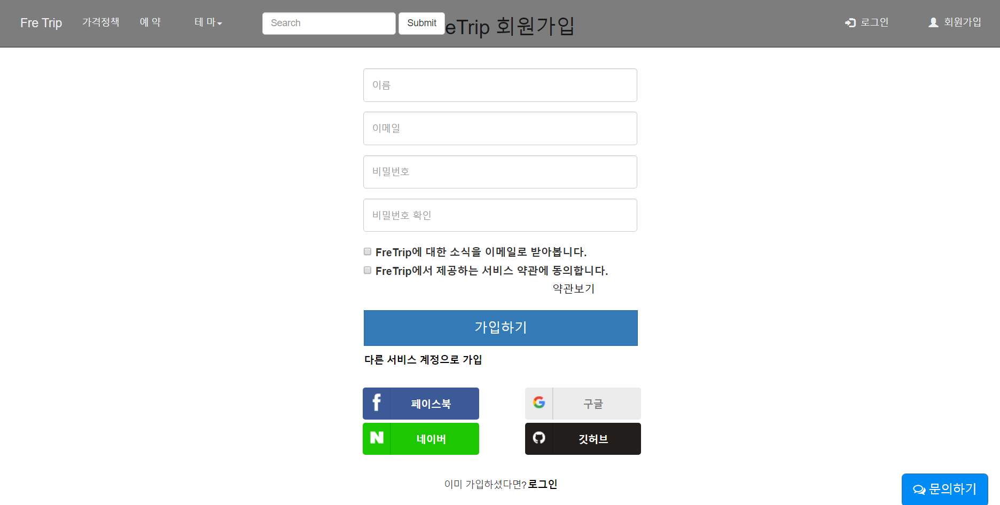 Fre Trip 가격정책 예 약 테 마 Search Submit eTrip 회원가입 로그인 회원가입
이름
이메일
비밀번호
비밀번호 확인
FreTrip에 대한 소식을 이메일로 받아봅니다.
FreTrip에서 제공하는 서비스 약관에 동의합니다.
약관보기
가입하기
다른 서비스 계정으로 가입
f 페이스북 G 구글
N 네이버 깃허브
이미 가입하셨다면? 로그인
문의하기